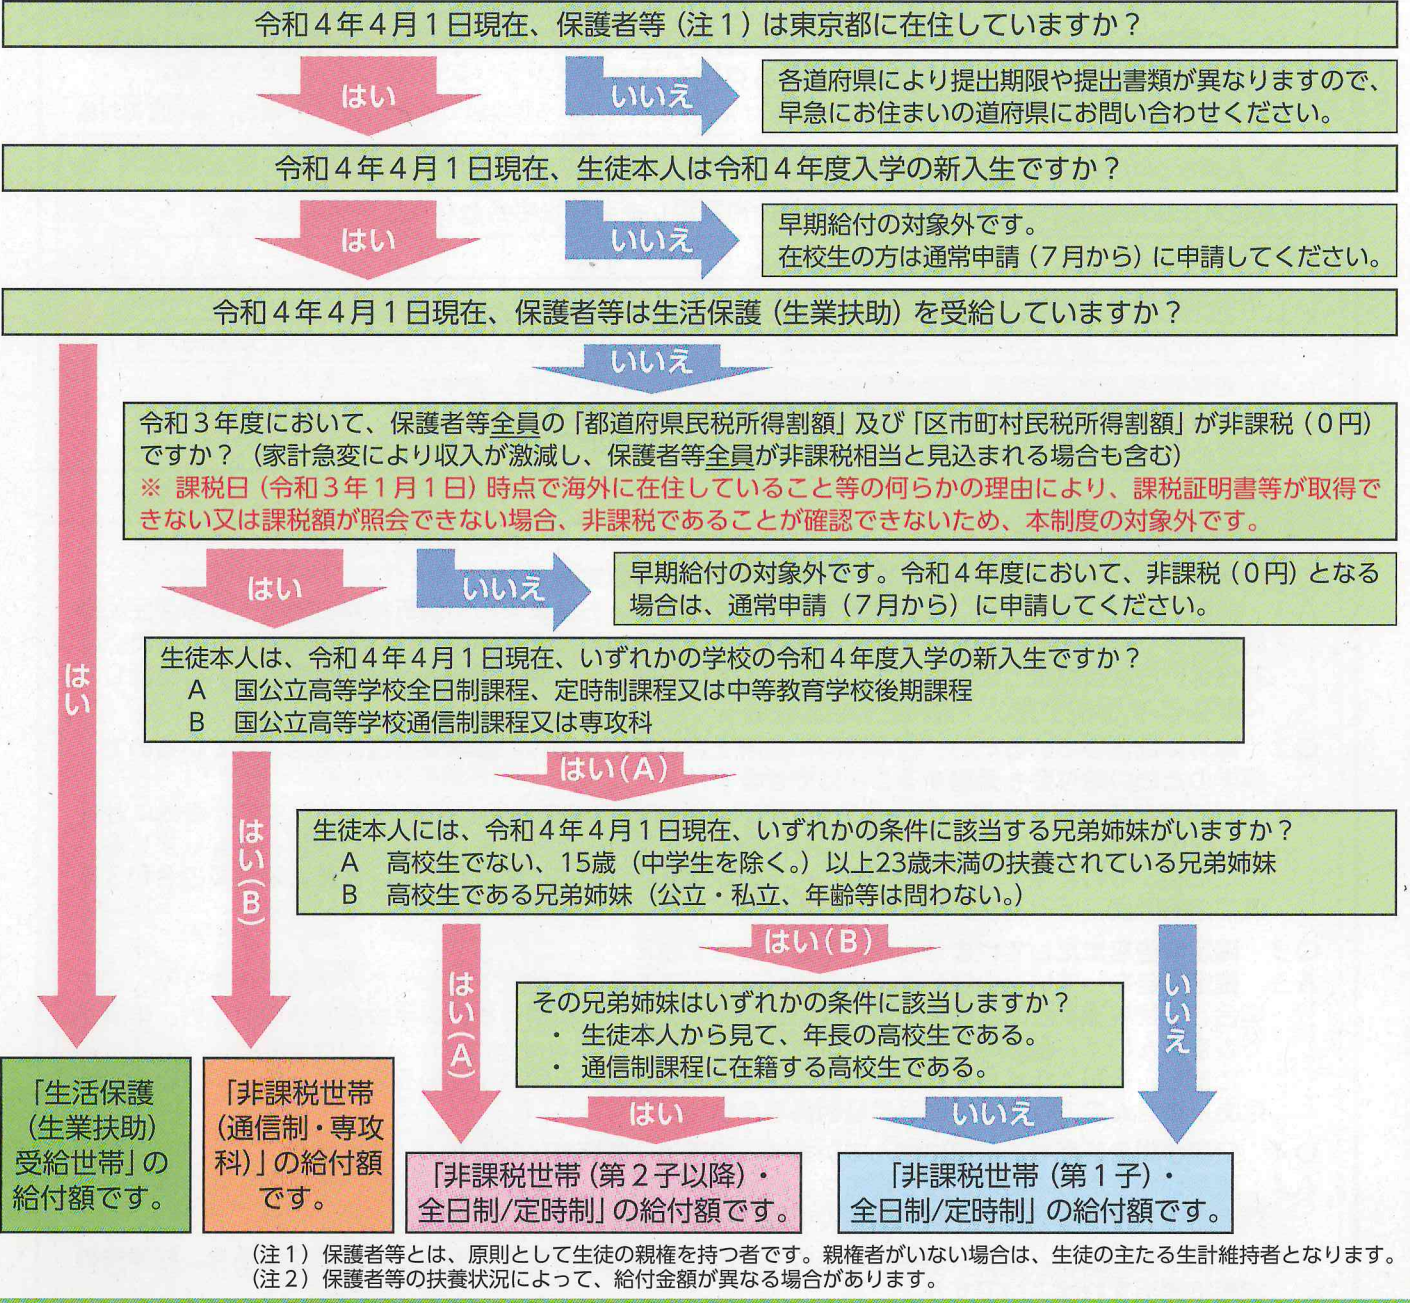 令和4年4月1日現在、保護者等（注1）は東京都に在住していますか？
はい
いいえ
各道府県により提出期限や提出書類が異なりますので、
早急にお住まいの道府県にお問い合わせください。
令和4年4月1日現在、生徒本人は令和4年度入学の新入生ですか？
はい
いいえ
早期給付の対象外です。
在校生の方は通常申請（7月から）に申請してください。
令和4年4月1日現在、保護者等は生活保護（生業扶助）を受給していますか？
いいえ
令和3年度において、保護者等全員の「都道府県民税所得割額」及び「区市町村民税所得割額」が非課税（0円）
ですか？（家計急変により収入が激減し、保護者等全員が非課税相当と見込まれる場合も含む）
※ 課税日（令和3年1月1日）時点で海外に在住していること等の何らかの理由により、課税証明書等が取得で
きない又は課税額が照会できない場合、非課税であることが確認できないため、本制度の対象外です。
はい
いいえ
早期給付の対象外です。令和4年度において、非課税（0円）となる
場合は、通常申請（7月から）に申請してください。
はい
生徒本人は、令和4年4月1日現在、いずれかの学校の令和4年度入学の新入生ですか？
A 国公立高等学校全日制課程、定時制課程又は中等教育学校後期課程
B 国公立高等学校通信制課程又は専攻科
はい（A）
はい（B）
生徒本人には、令和4年4月1日現在、いずれかの条件に該当する兄弟姉妹がいますか？
A 高校生でない、15歳（中学生を除く。）以上23歳未満の扶養されている兄弟姉妹
B 高校生である兄弟姉妹（公立・私立、年齢等は問わない。）
はい（A）
はい（B）
いいえ
その兄弟姉妹はいずれかの条件に該当しますか？
・ 生徒本人から見て、年長の高校生である。
・ 通信制課程に在籍する高校生である。
はい
いいえ
「生活保護
（生業扶助）
受給世帯」の
給付額です。
「非課税世帯
（通信制・専攻
科）」の給付額
です。
「非課税世帯（第2子以降）・
全日制/定時制」の給付額です。
「非課税世帯（第1子）・
全日制/定時制」の給付額です。
（注1）保護者等とは、原則として生徒の親権を持つ者です。親権者がいない場合は、生徒の主たる生計維持者となります。
（注2）保護者等の扶養状況によって、給付金額が異なる場合があります。